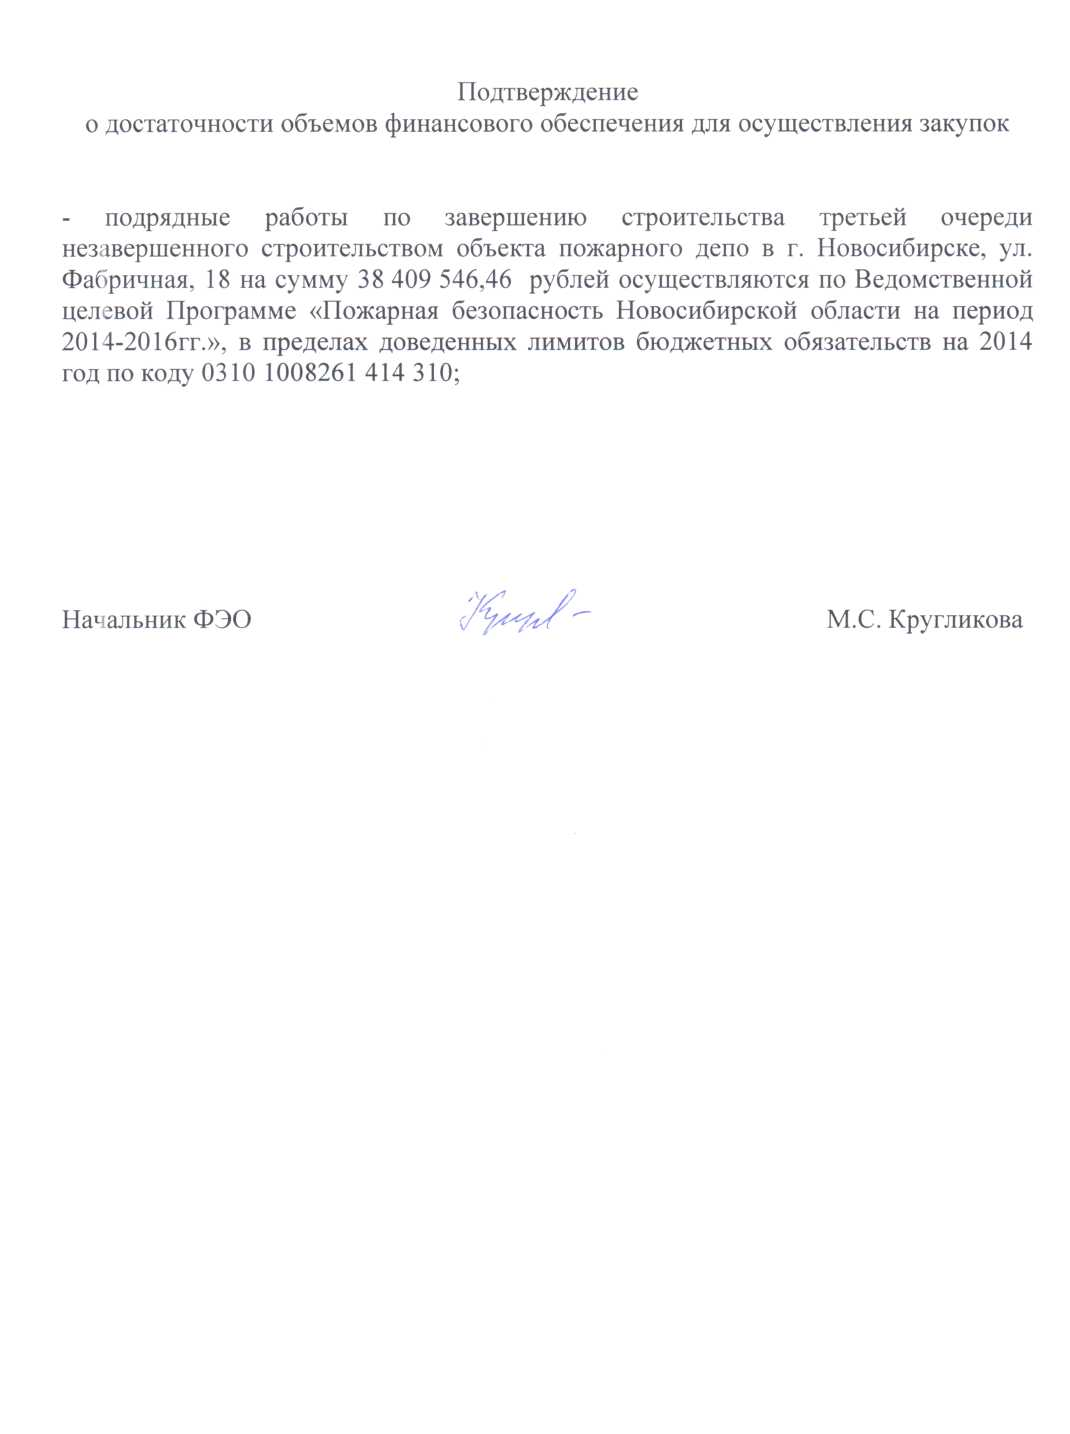 Подтверждение
о достаточности объемов финансового обеспечения для осуществления закупок
- подрядные работы по завершению строительства третьей очереди
незавершенного строительством объекта пожарного депо в г. Новосибирске, ул.
Фабричная, 18 на сумму 38 409 546,46 рублей осуществляются по Ведомственной
целевой Программе «Пожарная безопасность Новосибирской области на период
2014-2016гг.», в пределах доведенных лимитов бюджетных обязательств на 2014
год по коду 0310 1008261 414 310;
Начальник ФЭО М.С. Кругликова